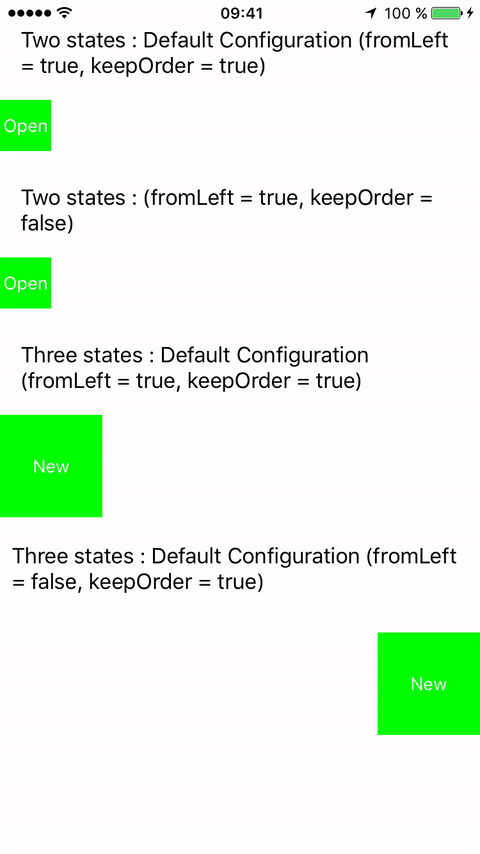 09:41
100 %
Two states : Default Configuration (fromLeft
= true, keepOrder = true)
Open
Two states : (fromLeft = true, keepOrder =
false)
Open
Three states : Default Configuration
(fromLeft = true, keepOrder = true)
New
Three states : Default Configuration (fromLeft
= false, keepOrder = true)
New